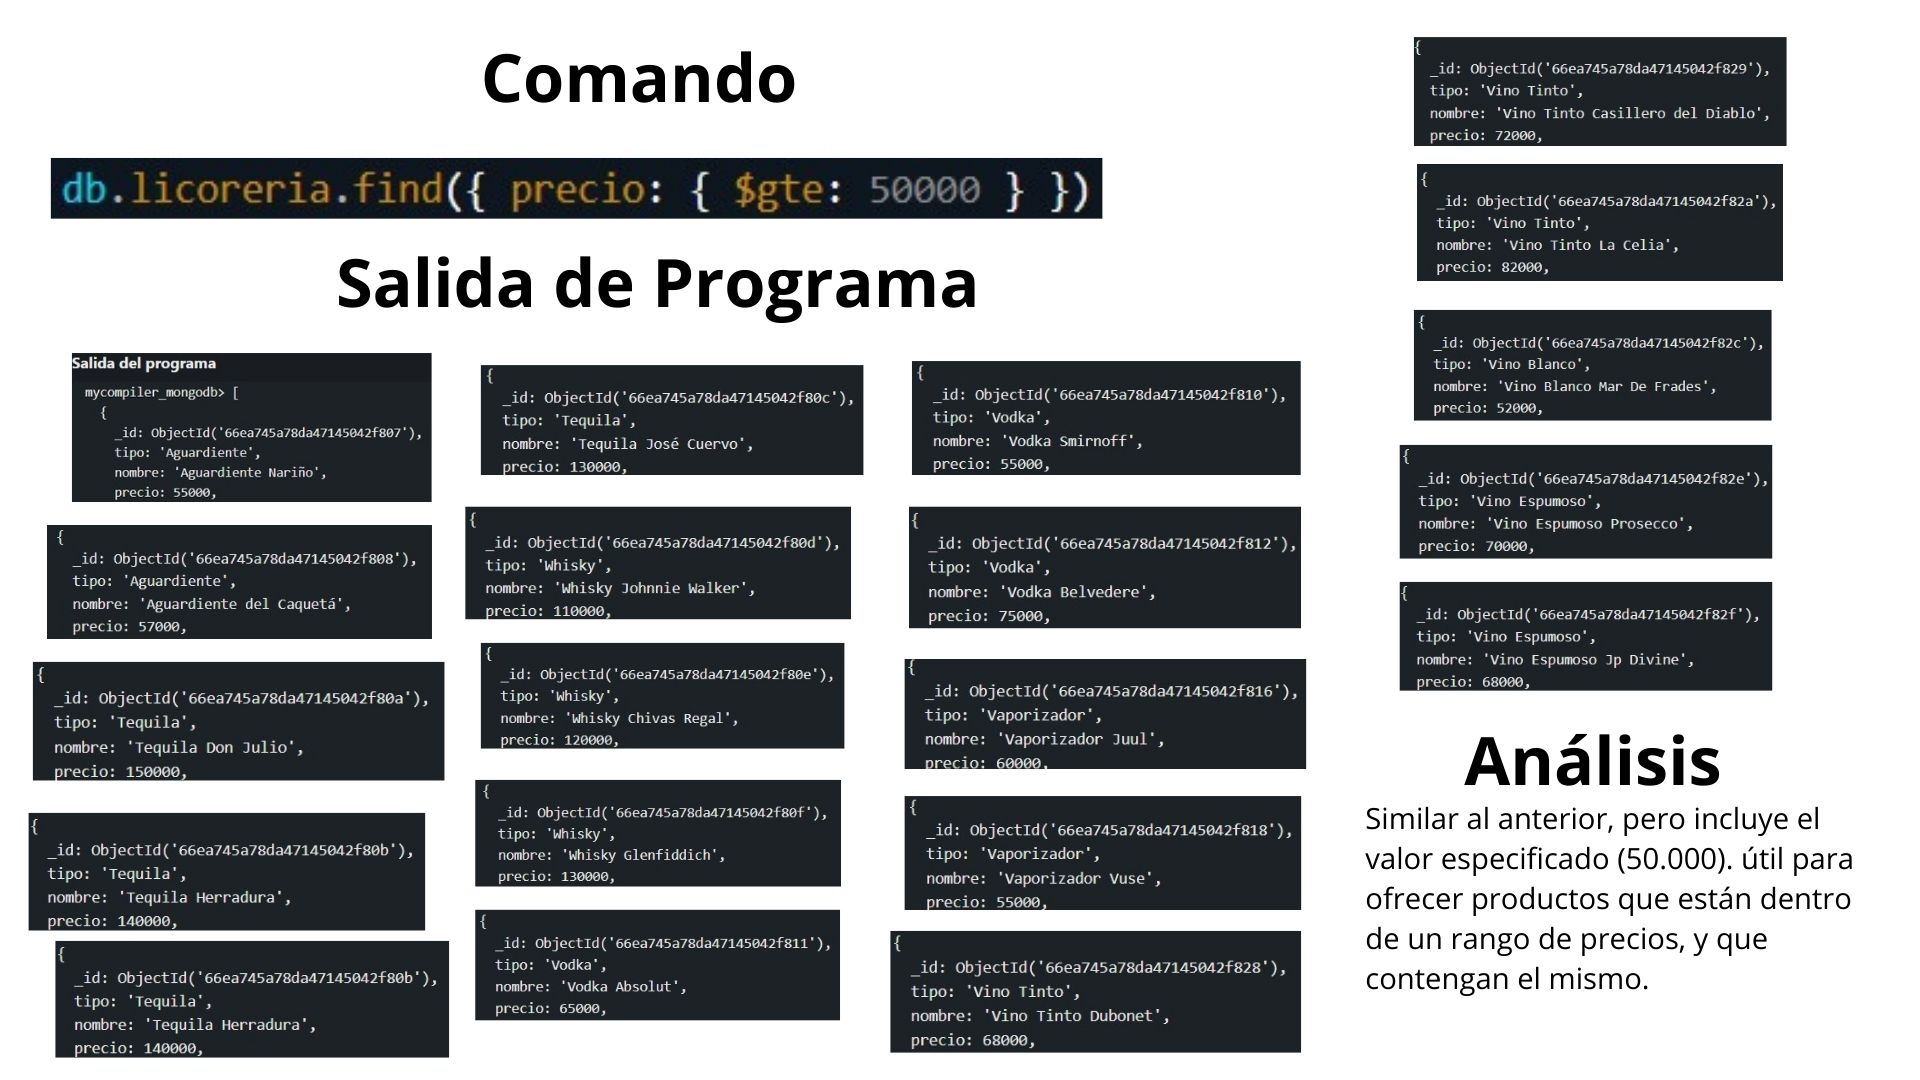 Comando
db.licoreria.find({ precio: { $gte: 50000 } })
Salida de Programa
Salida del programa
mycompiler_mongodb> [
{
_id: ObjectId('66ea745a78da47145042f807'),
tipo: 'Aguardiente',
nombre: 'Aguardiente Nariño',
precio: 55000,
{
_id: ObjectId('66ea745a78da47145042f808'),
tipo: 'Aguardiente',
nombre: 'Aguardiente del Caquetá',
precio: 57000,
{
_id: ObjectId('66ea745a78da47145042f80a'),
tipo: 'Tequila',
nombre: 'Tequila Don Julio',
precio: 150000,
{
_id: ObjectId('66ea745a78da47145042f80b'),
tipo: 'Tequila',
nombre: 'Tequila Herradura',
precio: 140000,
{
_id: ObjectId('66ea745a78da47145042f80b'),
tipo: 'Tequila',
nombre: 'Tequila Herradura',
precio: 140000,
{
_id: ObjectId('66ea745a78da47145042f80c'),
tipo: 'Tequila',
nombre: 'Tequila José Cuervo',
precio: 130000,
{
_id: ObjectId('66ea745a78da47145042f80d'),
tipo: 'Whisky',
nombre: 'Whisky Johnnie Walker',
precio: 110000,
{
_id: ObjectId('66ea745a78da47145042f80e'),
tipo: 'Whisky',
nombre: 'Whisky Chivas Regal',
precio: 120000,
{
_id: ObjectId('66ea745a78da47145042f80f'),
tipo: 'Whisky',
nombre: 'Whisky Glenfiddich',
precio: 130000,
{
_id: ObjectId('66ea745a78da47145042f811'),
tipo: 'Vodka',
nombre: 'Vodka Absolut',
precio: 65000,
{
_id: ObjectId('66ea745a78da47145042f810'),
tipo: 'Vodka',
nombre: 'Vodka Smirnoff',
precio: 55000,
{
_id: ObjectId('66ea745a78da47145042f812'),
tipo: 'Vodka',
nombre: 'Vodka Belvedere',
precio: 75000,
{
_id: ObjectId('66ea745a78da47145042f816'),
tipo: 'Vaporizador',
nombre: 'Vaporizador Juul',
precio: 60000,
{
_id: ObjectId('66ea745a78da47145042f818'),
tipo: 'Vaporizador',
nombre: 'Vaporizador Vuse',
precio: 55000,
{
_id: ObjectId('66ea745a78da47145042f828'),
tipo: 'Vino Tinto',
nombre: 'Vino Tinto Dubonet',
precio: 68000,
{
_id: ObjectId('66ea745a78da47145042f829'),
tipo: 'Vino Tinto',
nombre: 'Vino Tinto Casillero del Diablo',
precio: 72000,
{
_id: ObjectId('66ea745a78da47145042f82a'),
tipo: 'Vino Tinto',
nombre: 'Vino Tinto La Celia',
precio: 82000,
{
_id: ObjectId('66ea745a78da47145042f82c'),
tipo: 'Vino Blanco',
nombre: 'Vino Blanco Mar De Frades',
precio: 52000,
{
_id: ObjectId('66ea745a78da47145042f82e'),
tipo: 'Vino Espumoso',
nombre: 'Vino Espumoso Prosecco',
precio: 70000,
{
_id: ObjectId('66ea745a78da47145042f82f'),
tipo: 'Vino Espumoso',
nombre: 'Vino Espumoso Jp Divine',
precio: 68000,
Análisis
Similar al anterior, pero incluye el
valor especificado (50.000). útil para
ofrecer productos que están dentro
de un rango de precios, y que
contengan el mismo.